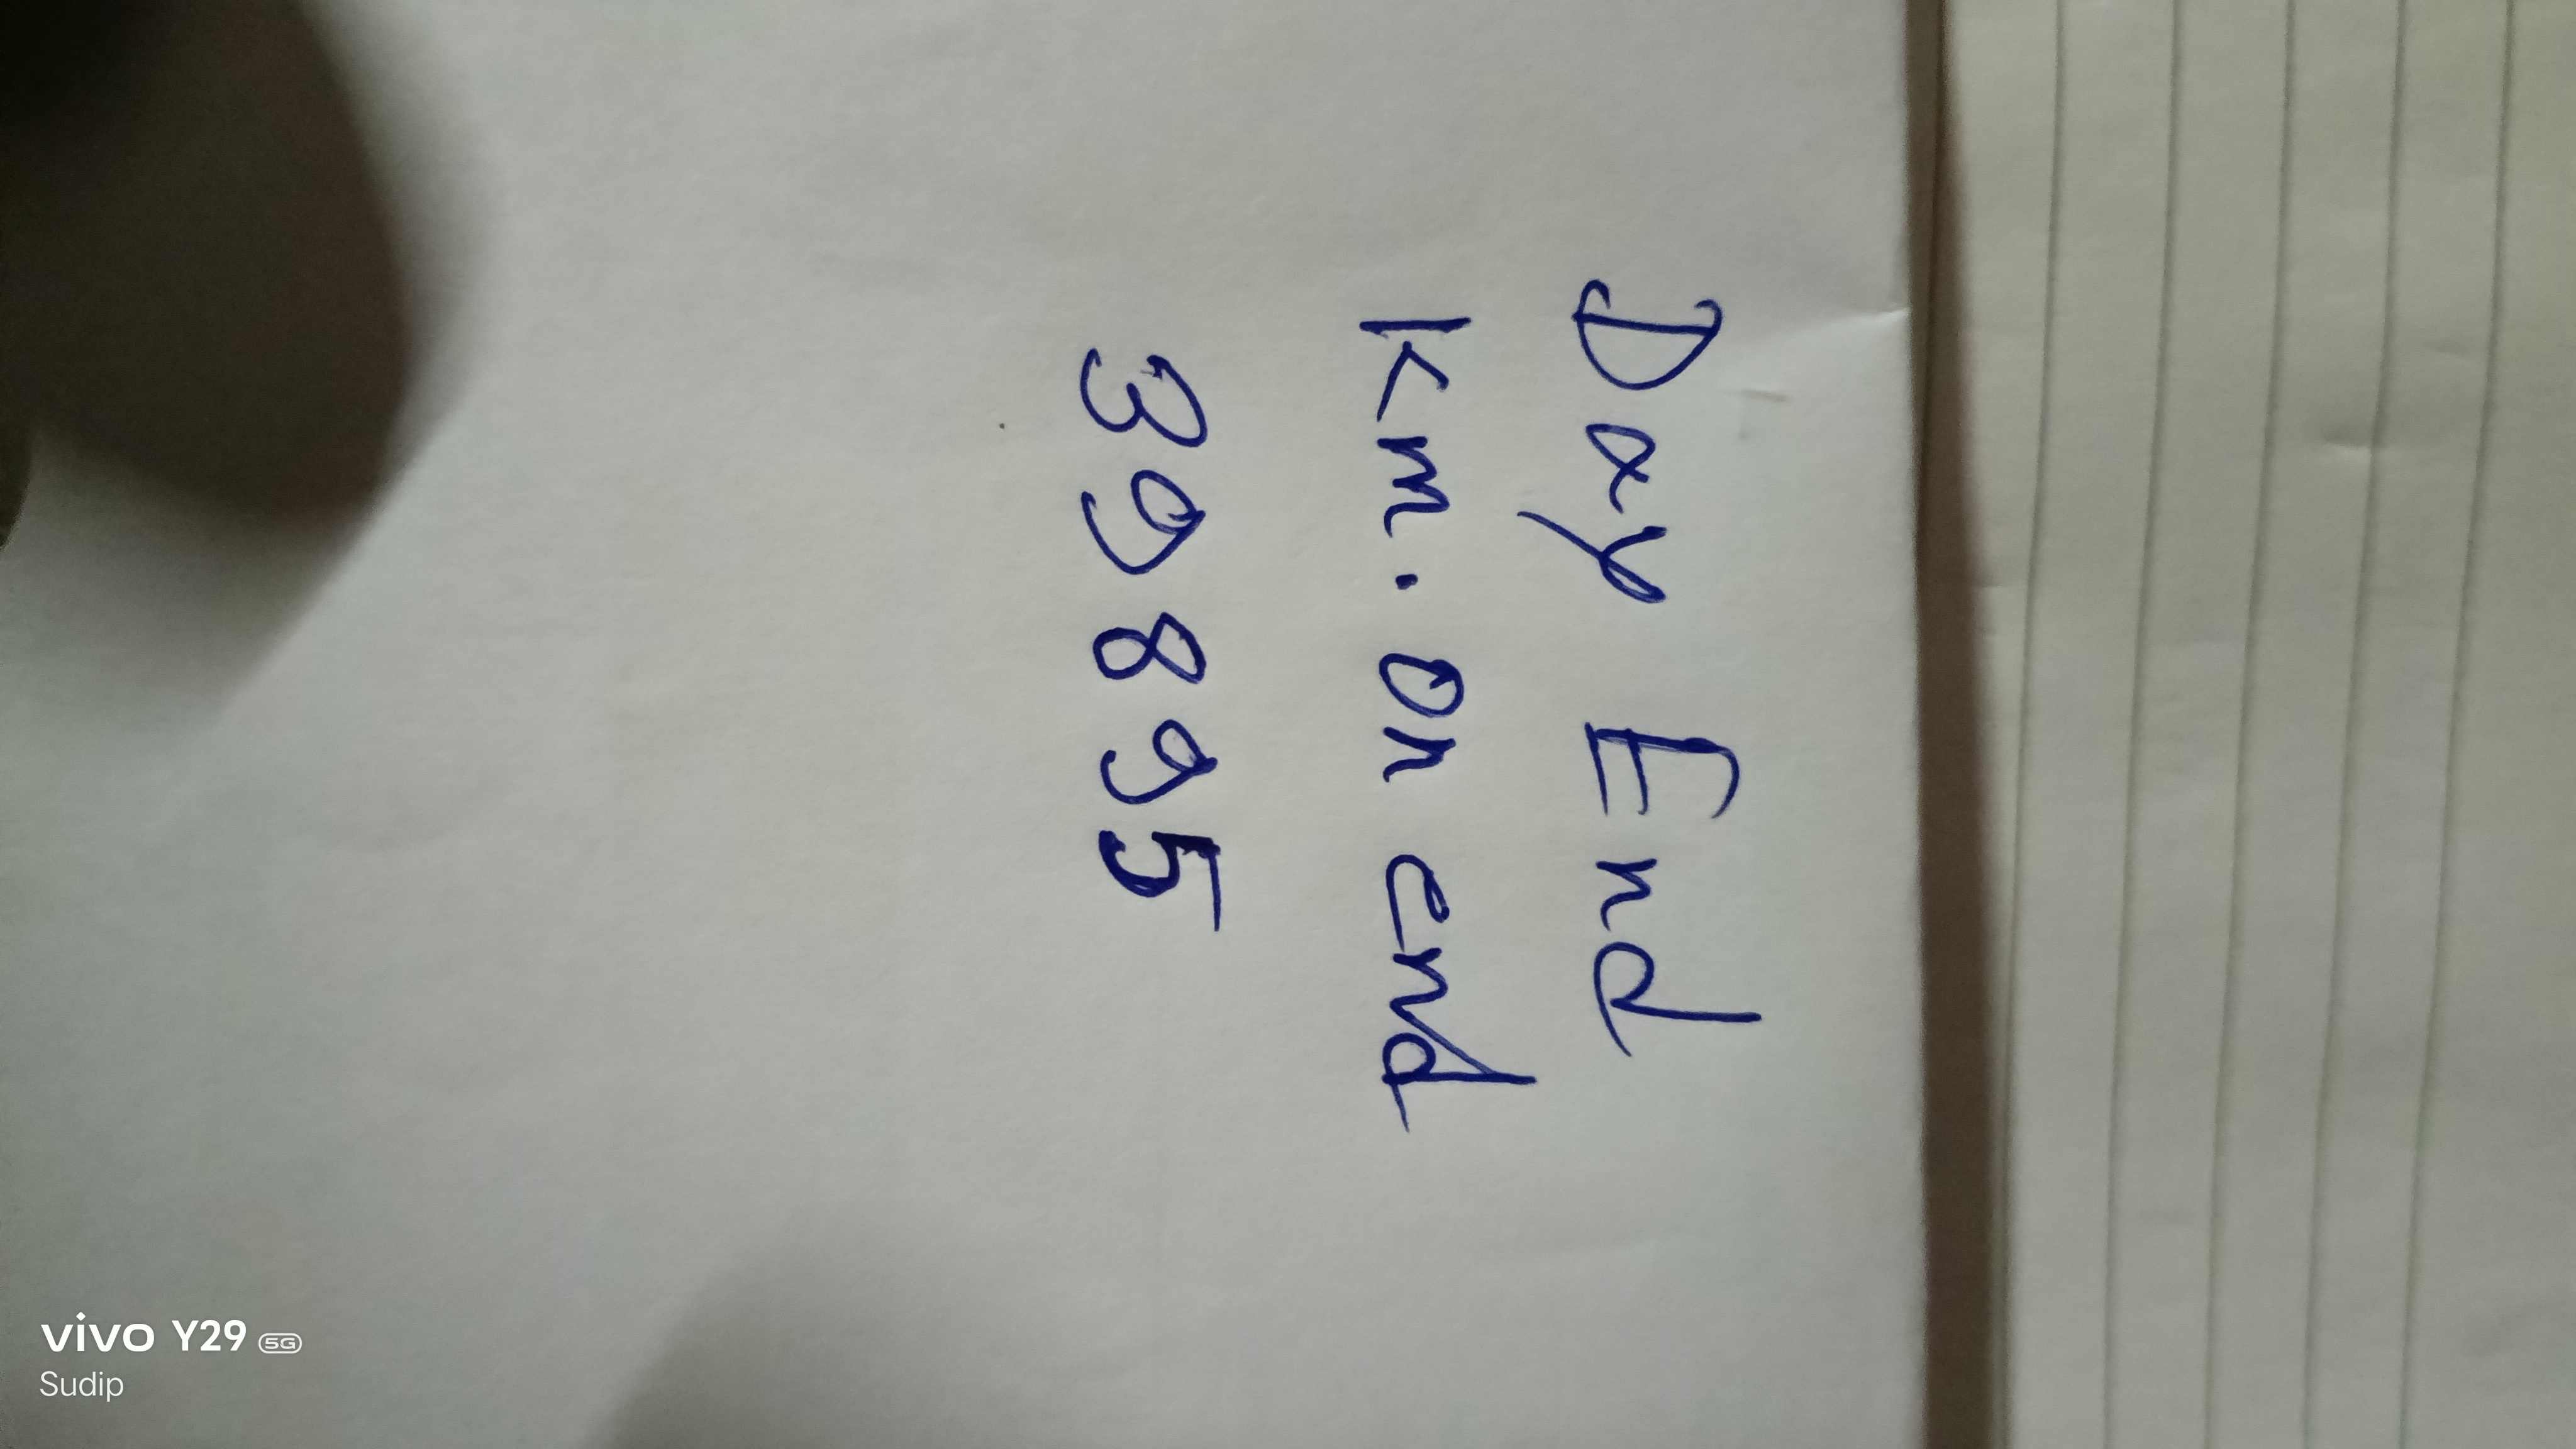 Day End
Km. on end
39895
vivo Y29 5G
Sudip